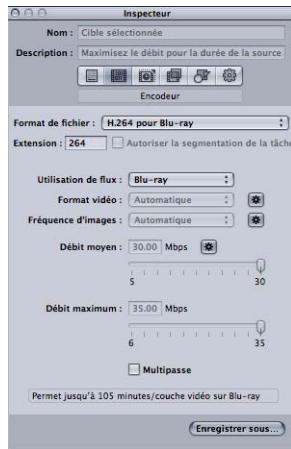 Inspecteur
Nom : Cible sélectionnée
Description : Maximisez le débit pour la durée de la source
Encodeur
Format de fichier : H.264 pour Blu-ray
Extension : 264 Autoriser la segmentation de la tâche
Utilisation de flux : Blu-ray
Format vidéo : Automatique
Fréquence d'images : Automatique
Débit moyen : 30.00 Mbps
5 30
Débit maximum : 35.00 Mbps
6 35
Multipasse
Permet jusqu'à 105 minutes/couche vidéo sur Blu-ray
Enregistrer sous...